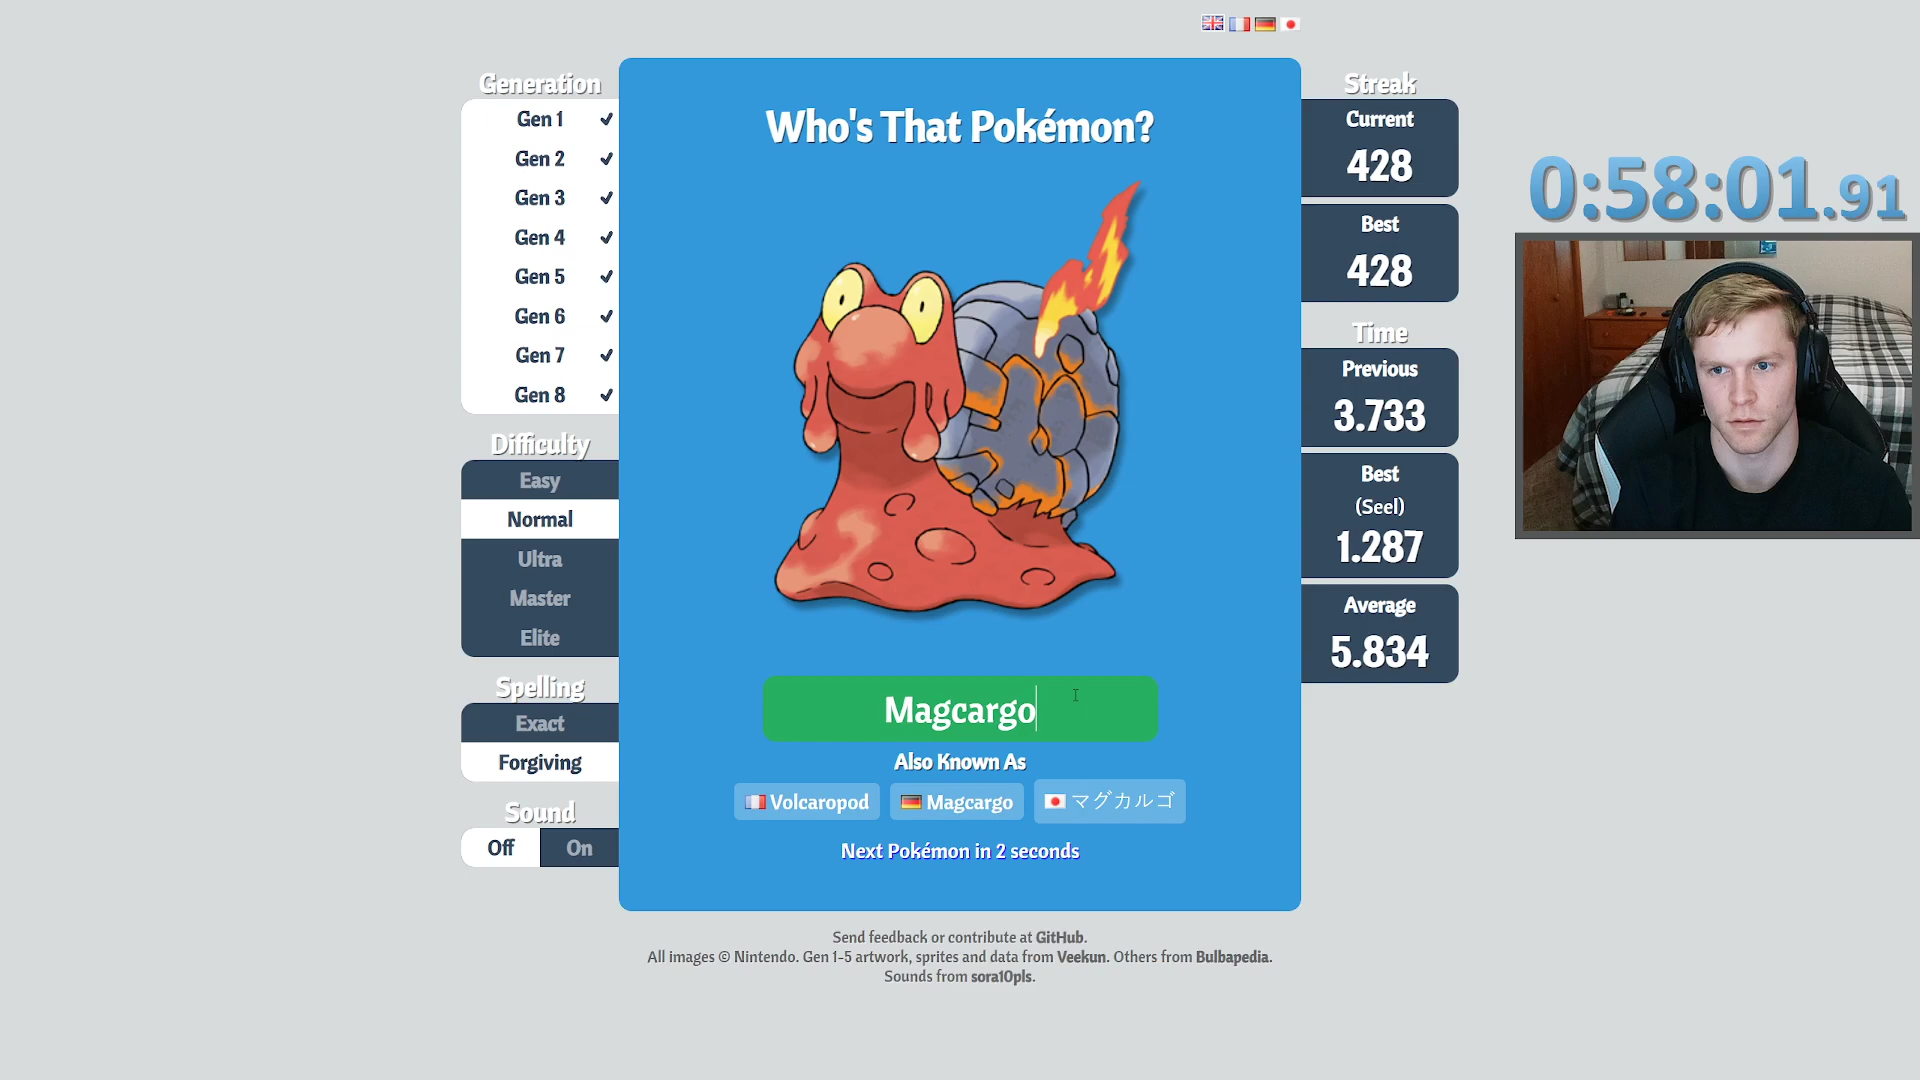 Generation
Gen 1
Gen 2
Gen 3
Gen 4
Gen 5
Gen 6
Gen 7
Gen 8
Difficulty
Easy
Normal
Ultra
Master
Elite
Spelling
Exact
Forgiving
Sound
Off On
Who's That Pokémon?
Magcargo
Also Known As
Volcaropod Magcargo マグカルゴ
Next Pokémon in 2 seconds
Streak
Current
428
Best
428
Time
Previous
3.733
Best
(Seel)
1.287
Average
5.834
0:58:01.91
Send feedback or contribute at GitHub.
All images © Nintendo. Gen 1-5 artwork, sprites and data from Veekun. Others from Bulbapedia.
Sounds from sora10pls.